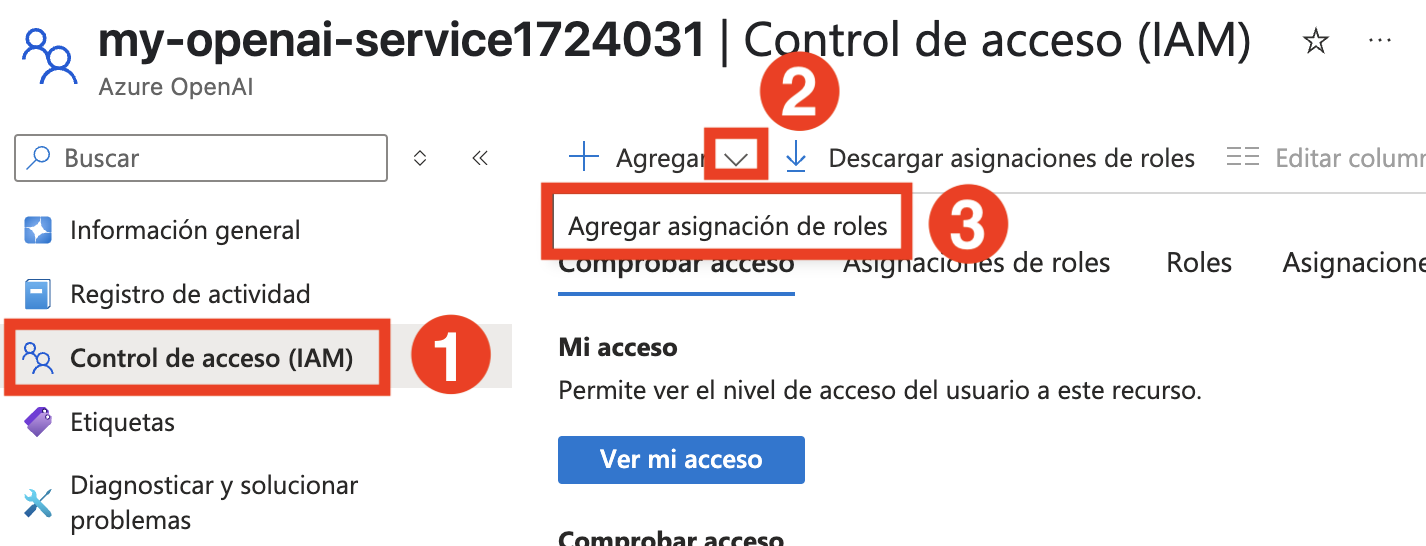 my-openai-service1724031 | Control de acceso (IAM)
Azure OpenAI
2
Buscar
Agregar
Descargar asignaciones de roles
Editar column
Agregar asignación de roles
3
Comprobar acceso
Asignaciones de roles
Roles
Asignacione
Información general
Registro de actividad
Control de acceso (IAM)
1
Etiquetas
Diagnosticar y solucionar
problemas
Mi acceso
Permite ver el nivel de acceso del usuario a este recurso.
Ver mi acceso
Comprobar acceso